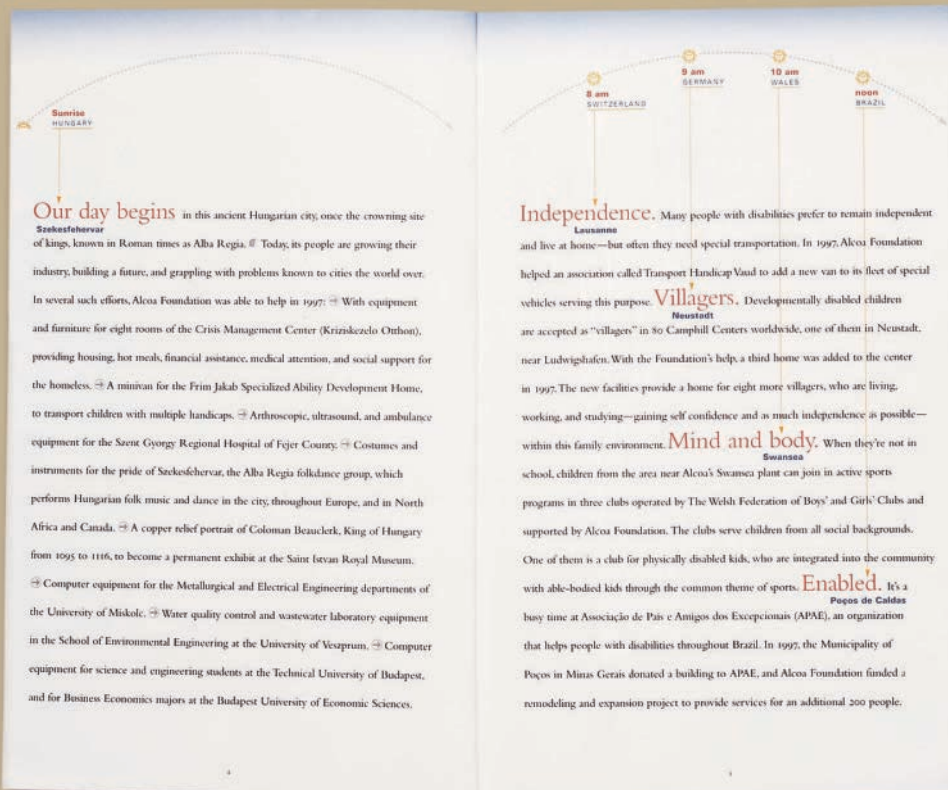 Sunrise
HUNGARY
Our day begins in this ancient Hungarian city, once the crowning site
Szekesfehervar
of kings, known in Roman times as Alba Regia. Today, its people are growing their
industry, building a future, and grappling with problems known to cities the world over.
In several such efforts, Alcoa Foundation was able to help in 1997: → With equipment
and furniture for eight rooms of the Crisis Management Center (Kriziskezelo Otthon),
providing housing, hot meals, financial assistance, medical attention, and social support for
the homeless. → A minivan for the Frim Jakab Specialized Ability Development Home,
to transport children with multiple handicaps. → Arthroscopic, ultrasound, and ambulance
equipment for the Szent Gyorgy Regional Hospital of Fejer County. → Costumes and
instruments for the pride of Szekesfehervar, the Alba Regia folkdance group, which
performs Hungarian folk music and dance in the city, throughout Europe, and in North
Africa and Canada. → A copper relief portrait of Coloman Beauclerk, King of Hungary
from 1095 to 1116, to become a permanent exhibit at the Saint Istvan Royal Museum.
→ Computer equipment for the Metallurgical and Electrical Engineering departments of
the University of Miskolc. → Water quality control and wastewater laboratory equipment
in the School of Environmental Engineering at the University of Veszprum. → Computer
equipment for science and engineering students at the Technical University of Budapest,
and for Business Economics majors at the Budapest University of Economic Sciences.
8 am
SWITZERLAND
9 am
GERMANY
10 am
WALES
noon
BRAZIL
Independence. Many people with disabilities prefer to remain independent
Lausanne
and live at home—but often they need special transportation. In 1997, Alcoa Foundation
helped an association called Transport Handicap Vaud to add a new van to its fleet of special
vehicles serving this purpose. Villagers. Developmentally disabled children
Neustadt
are accepted as "villagers" in 80 Camphill Centers worldwide, one of them in Neustadt,
near Ludwigshafen. With the Foundation's help, a third home was added to the center
in 1997. The new facilities provide a home for eight more villagers, who are living,
working, and studying—gaining self confidence and as much independence as possible—
within this family environment. Mind and body. When they're not in
Swansea
school, children from the area near Alcoa's Swansea plant can join in active sports
programs in three clubs operated by The Welsh Federation of Boys' and Girls' Clubs and
supported by Alcoa Foundation. The clubs serve children from all social backgrounds.
One of them is a club for physically disabled kids, who are integrated into the community
with able-bodied kids through the common theme of sports. Enabled. It's a
Poços de Caldas
busy time at Associação de Pais e Amigos dos Excepcionais (APAE), an organization
that helps people with disabilities throughout Brazil. In 1997, the Municipality of
Poços in Minas Gerais donated a building to APAE, and Alcoa Foundation funded a
remodeling and expansion project to provide services for an additional 200 people.